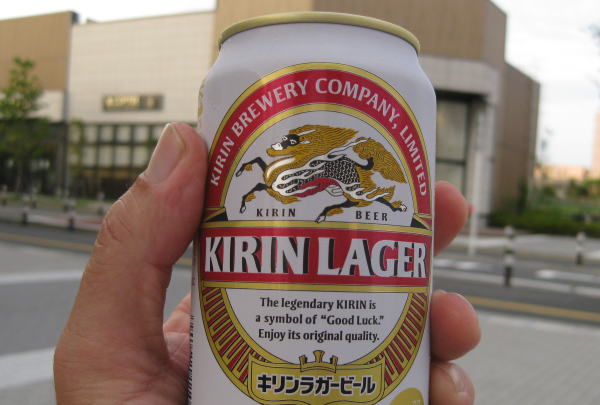 KIRIN BREWERY COMPANY, LIMITED
KIRIN BEER
KIRIN LAGER
The legendary KIRIN is
a symbol of "Good Luck."
Enjoy its original quality.
キリンラガービール